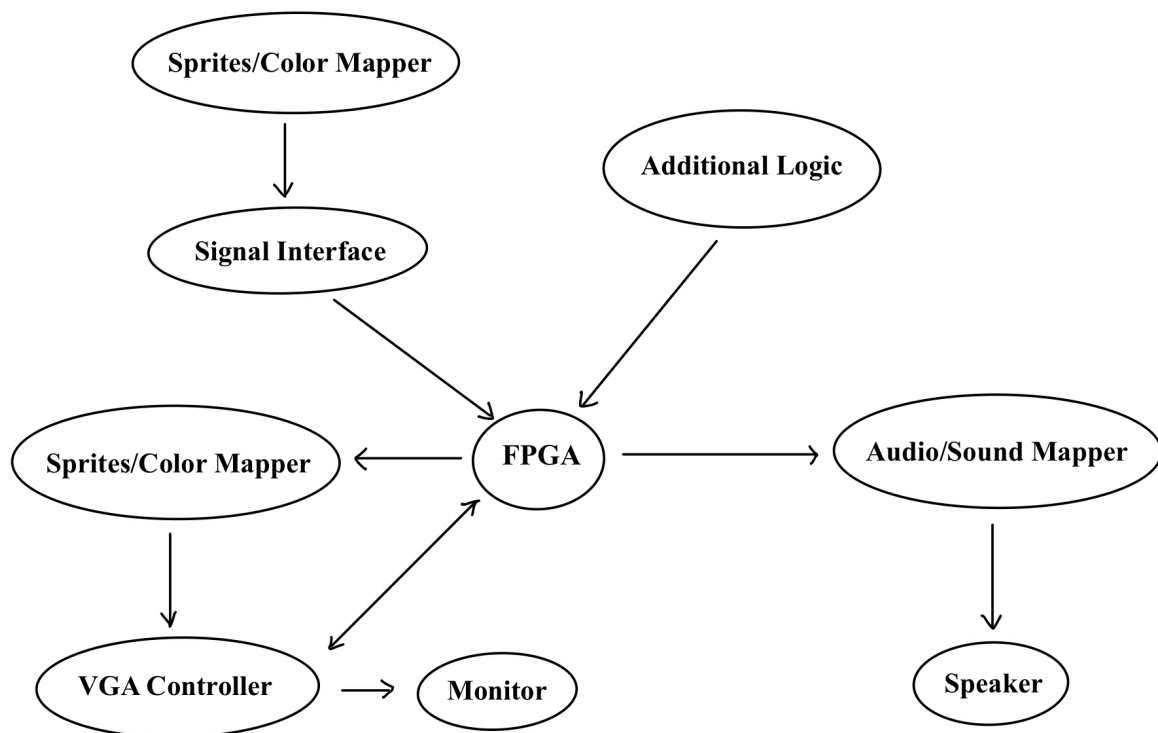 Sprites/Color Mapper
Additional Logic
Signal Interface
Sprites/Color Mapper
FPGA
Audio/Sound Mapper
VGA Controller
Monitor
Speaker